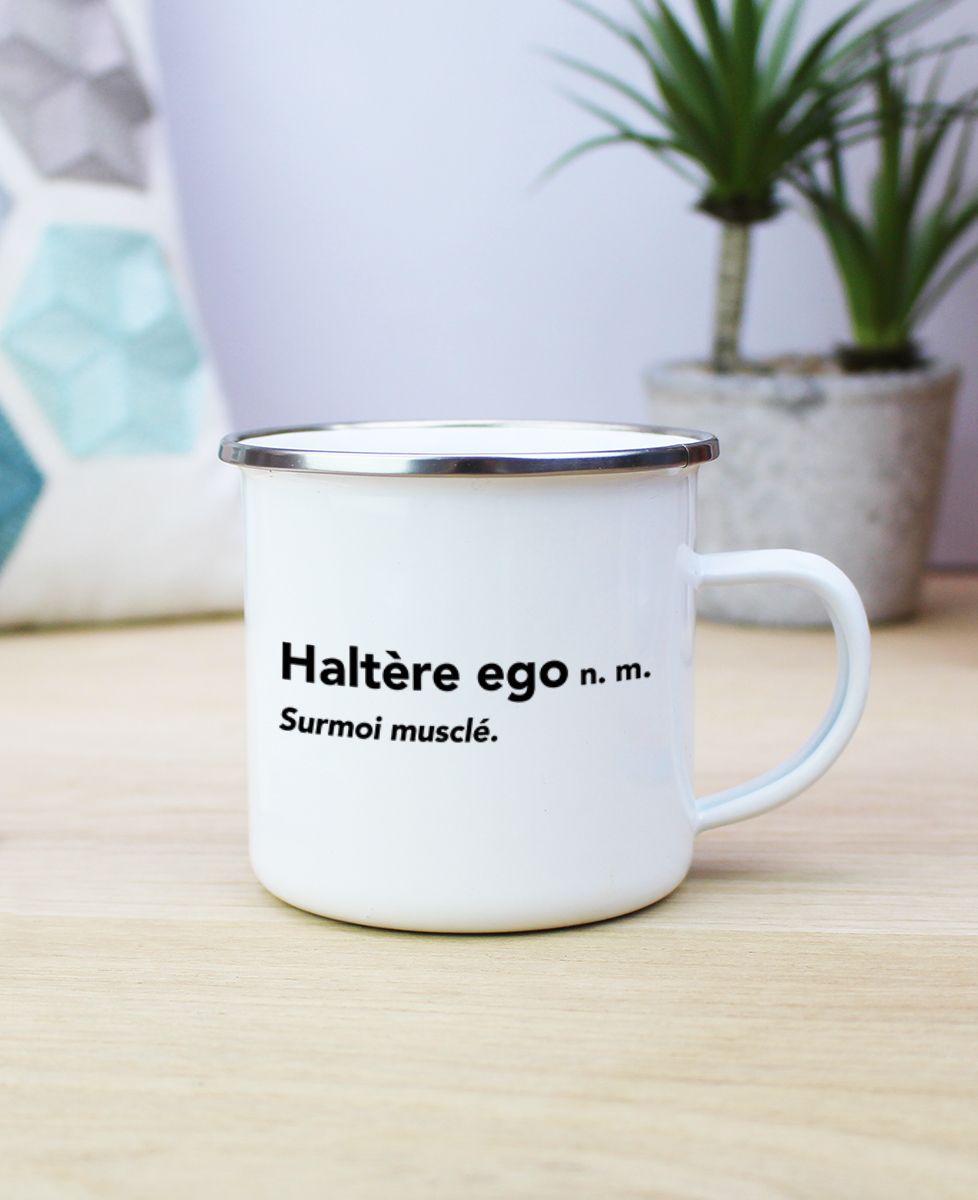 Haltère ego n. m.
Surmoi musclé.